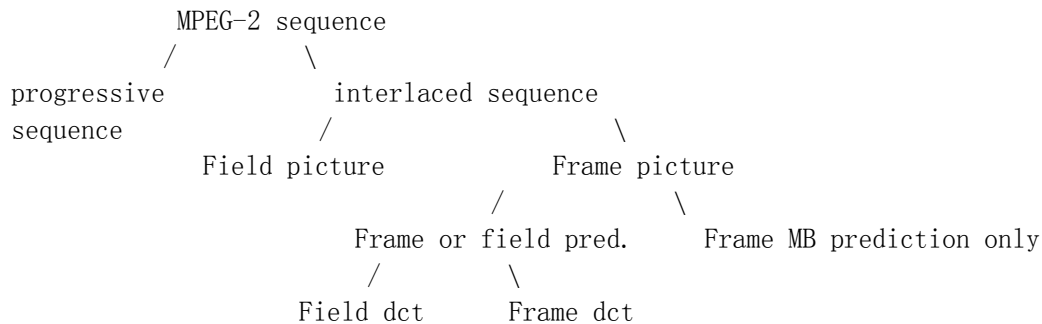 MPEG-2 sequence
/ \
progressive interlaced sequence
sequence / \
Field picture Frame picture
/ \
Frame or field pred. Frame MB prediction only
/ \
Field dct Frame dct